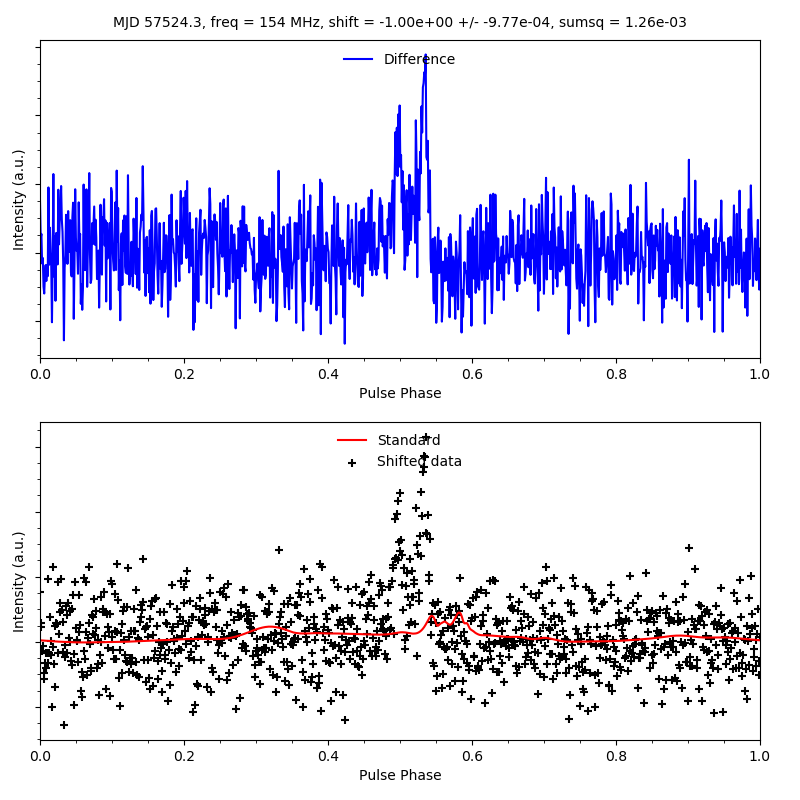 MJD 57524.3, freq = 154 MHz, shift = -1.00e+00 +/- -9.77e-04, sumsq = 1.26e-03
Difference
Intensity (a.u.)
0.0 0.2 0.4 0.6 0.8 1.0
Pulse Phase
Standard
Shifted data
Intensity (a.u.)
0.0 0.2 0.4 0.6 0.8 1.0
Pulse Phase